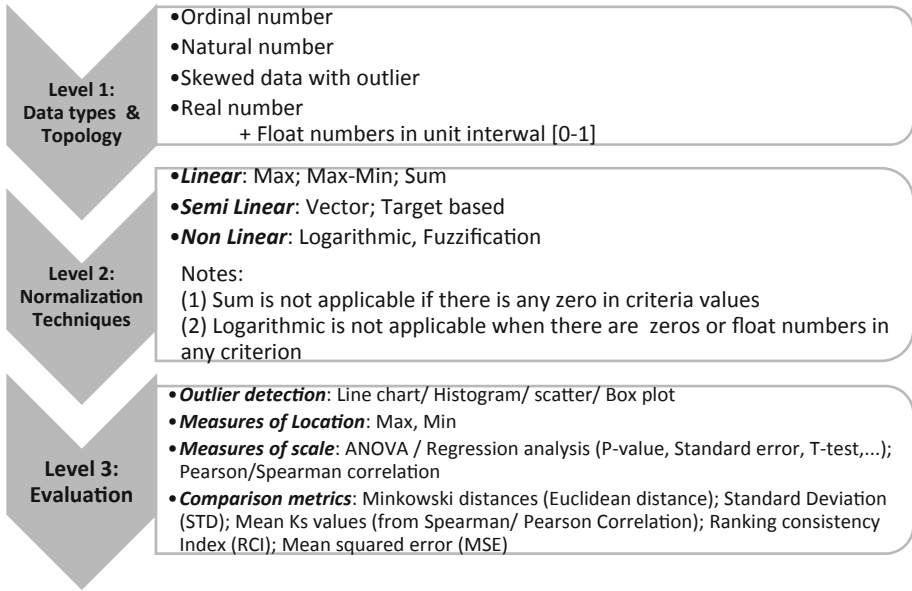 Level 1:
Data types &
Topology
•Ordinal number
•Natural number
•Skewed data with outlier
•Real number
+ Float numbers in unit interwal [0-1]
Level 2:
Normalization
Techniques
•Linear: Max; Max-Min; Sum
•Semi Linear: Vector; Target based
•Non Linear: Logarithmic, Fuzzification
Notes:
(1) Sum is not applicable if there is any zero in criteria values
(2) Logarithmic is not applicable when there are zeros or float numbers in
any criterion
Level 3:
Evaluation
•Outlier detection: Line chart/ Histogram/ scatter/ Box plot
•Measures of Location: Max, Min
•Measures of scale: ANOVA / Regression analysis (P-value, Standard error, T-test,...);
Pearson/Spearman correlation
•Comparison metrics: Minkowski distances (Euclidean distance); Standard Deviation
(STD); Mean Ks values (from Spearman/ Pearson Correlation); Ranking consistency
Index (RCI); Mean squared error (MSE)